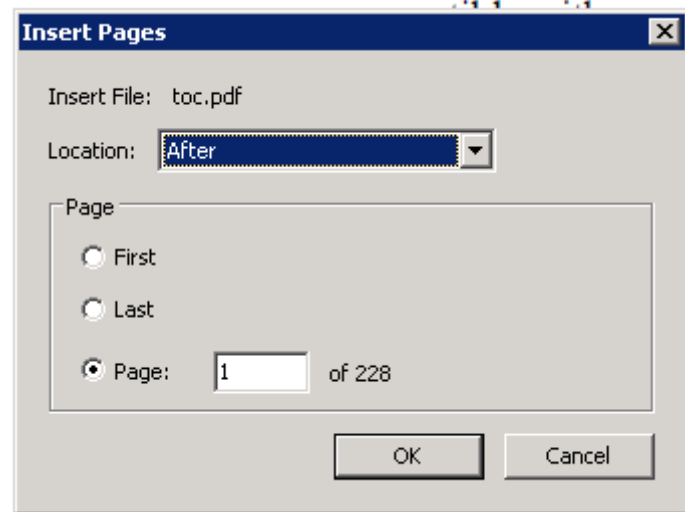 Insert Pages
Insert File: toc.pdf
Location: After
Page
First
Last
Page: 1 of 228
OK Cancel